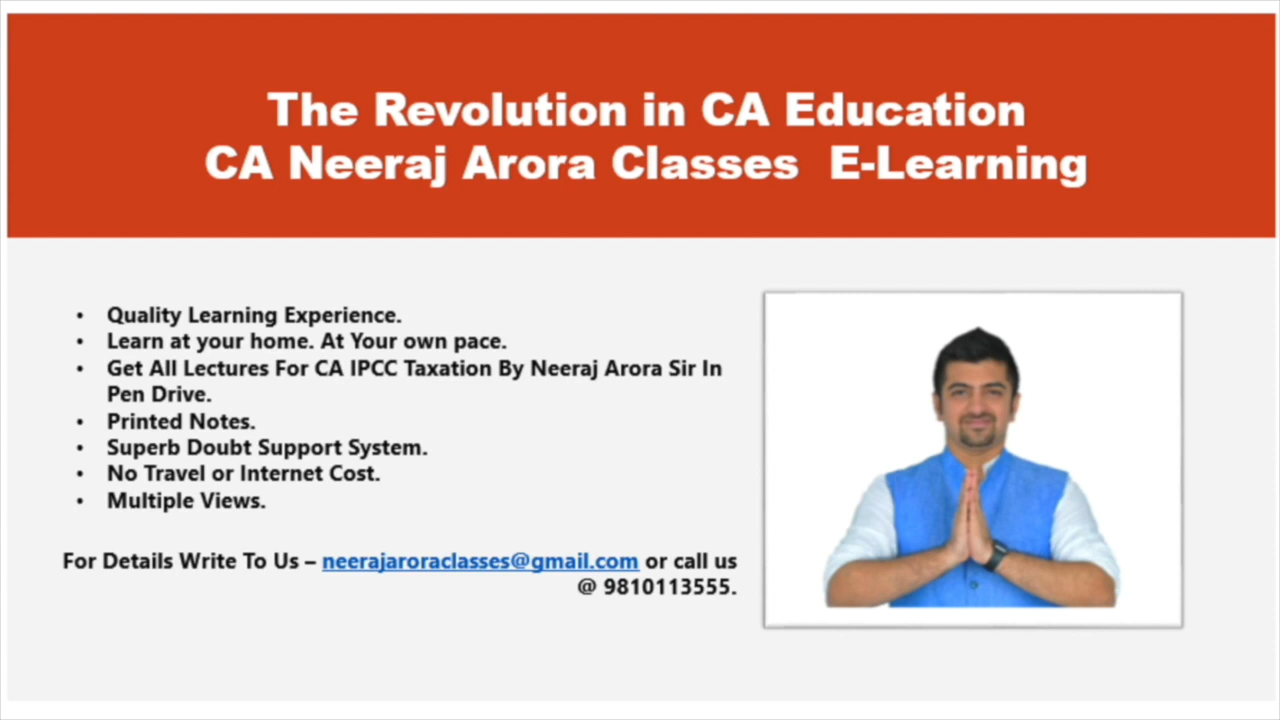 The Revolution in CA Education
CA Neeraj Arora Classes  E-Learning
• Quality Learning Experience.
• Learn at your home. At Your own pace.
• Get All Lectures For CA IPCC Taxation By Neeraj Arora Sir In
Pen Drive.
• Printed Notes.
• Superb Doubt Support System.
• No Travel or Internet Cost.
• Multiple Views.
For Details Write To Us – neerajaroraclasses@gmail.com or call us
@ 9810113555.